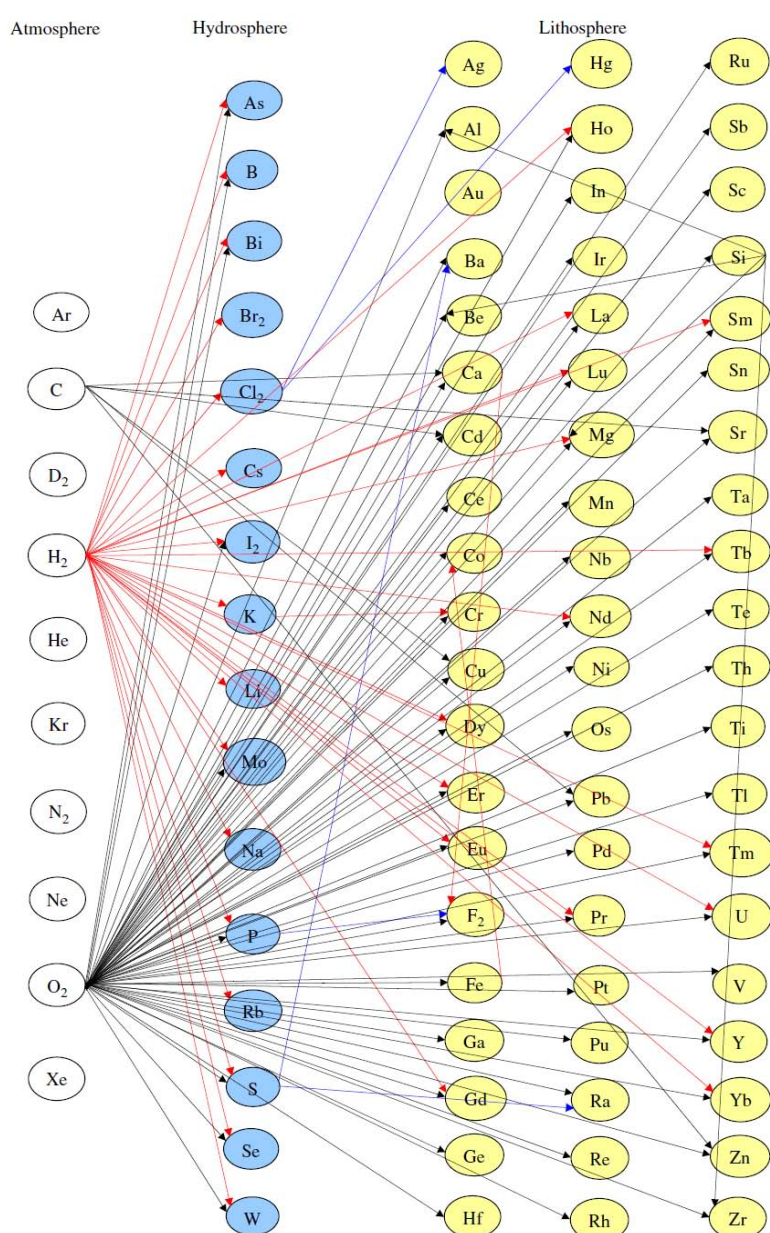 Atmosphere
Hydrosphere
Lithosphere
Ar
C
D₂
H₂
He
Kr
N₂
Ne
O₂
Xe
As
B
Bi
Br₂
Cl₂
Cs
I₂
K
Li
Mo
Na
P
Rb
S
Se
W
Ag
Al
Au
Ba
Be
Ca
Cd
Ce
Co
Cr
Cu
Dy
Er
Eu
F₂
Fe
Ga
Gd
Ge
Hf
Hg
Ho
In
Ir
La
Lu
Mg
Mn
Nb
Nd
Ni
Os
Pb
Pd
Pr
Pt
Pu
Ra
Re
Rh
Ru
Sb
Sc
Si
Sm
Sn
Sr
Ta
Tb
Te
Th
Ti
Tl
Tm
U
V
Y
Yb
Zn
Zr